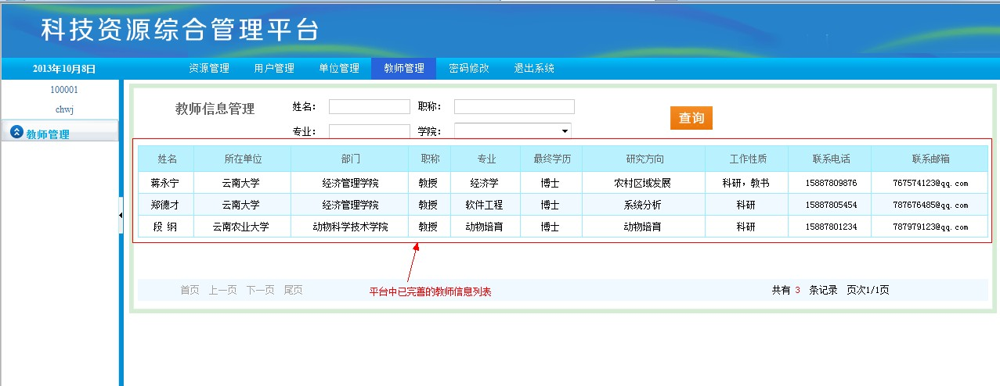 科技资源综合管理平台
2013年10月8日 资源管理 用户管理 单位管理 教师管理 密码修改 退出系统
100001
chwj
教师管理
教师信息管理 姓名： 职称： 查询
专业： 学院：
姓名 所在单位 部门 职称 专业 最终学历 研究方向 工作性质 联系电话 联系邮箱
蒋永宁 云南大学 经济管理学院 教授 经济学 博士 农村区域发展 科研，教书 15887809876 767574123@qq.com
郑德才 云南大学 经济管理学院 教授 软件工程 博士 系统分析 科研 15887805454 787676485@qq.com
段 纲 云南农业大学 动物科学技术学院 教授 动物培育 博士 动物培育 科研 15887801234 787979123@qq.com
首页 上一页 下一页 尾页 平台中已完善的教师信息列表 共有 3 条记录 页次1/1页